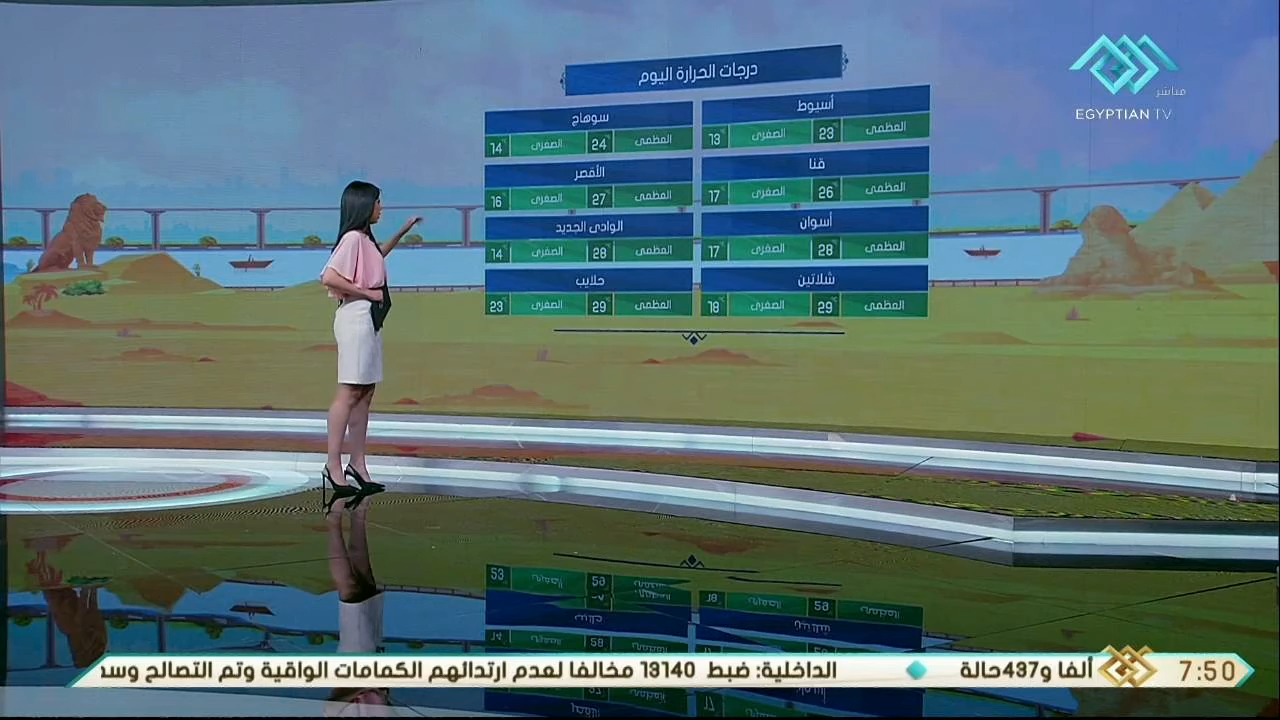 مباشر
EGYPTIAN TV
درجات الحرارة اليوم
أسيوط
العظمى 23 الصغرى 13
سوهاج
العظمى 24 الصغرى 14
قنا
العظمى 26 الصغرى 17
الأقصر
العظمى 27 الصغرى 16
أسوان
العظمى 28 الصغرى 17
الوادى الجديد
العظمى 28 الصغرى 14
شلاتين
العظمى 29 الصغرى 18
حلايب
العظمى 29 الصغرى 23
7:50
ألفا و437حالة
الداخلية: ضبط 13140 مخالفا لعدم ارتدائهم الكمامات الواقية وتم التصالح وسد